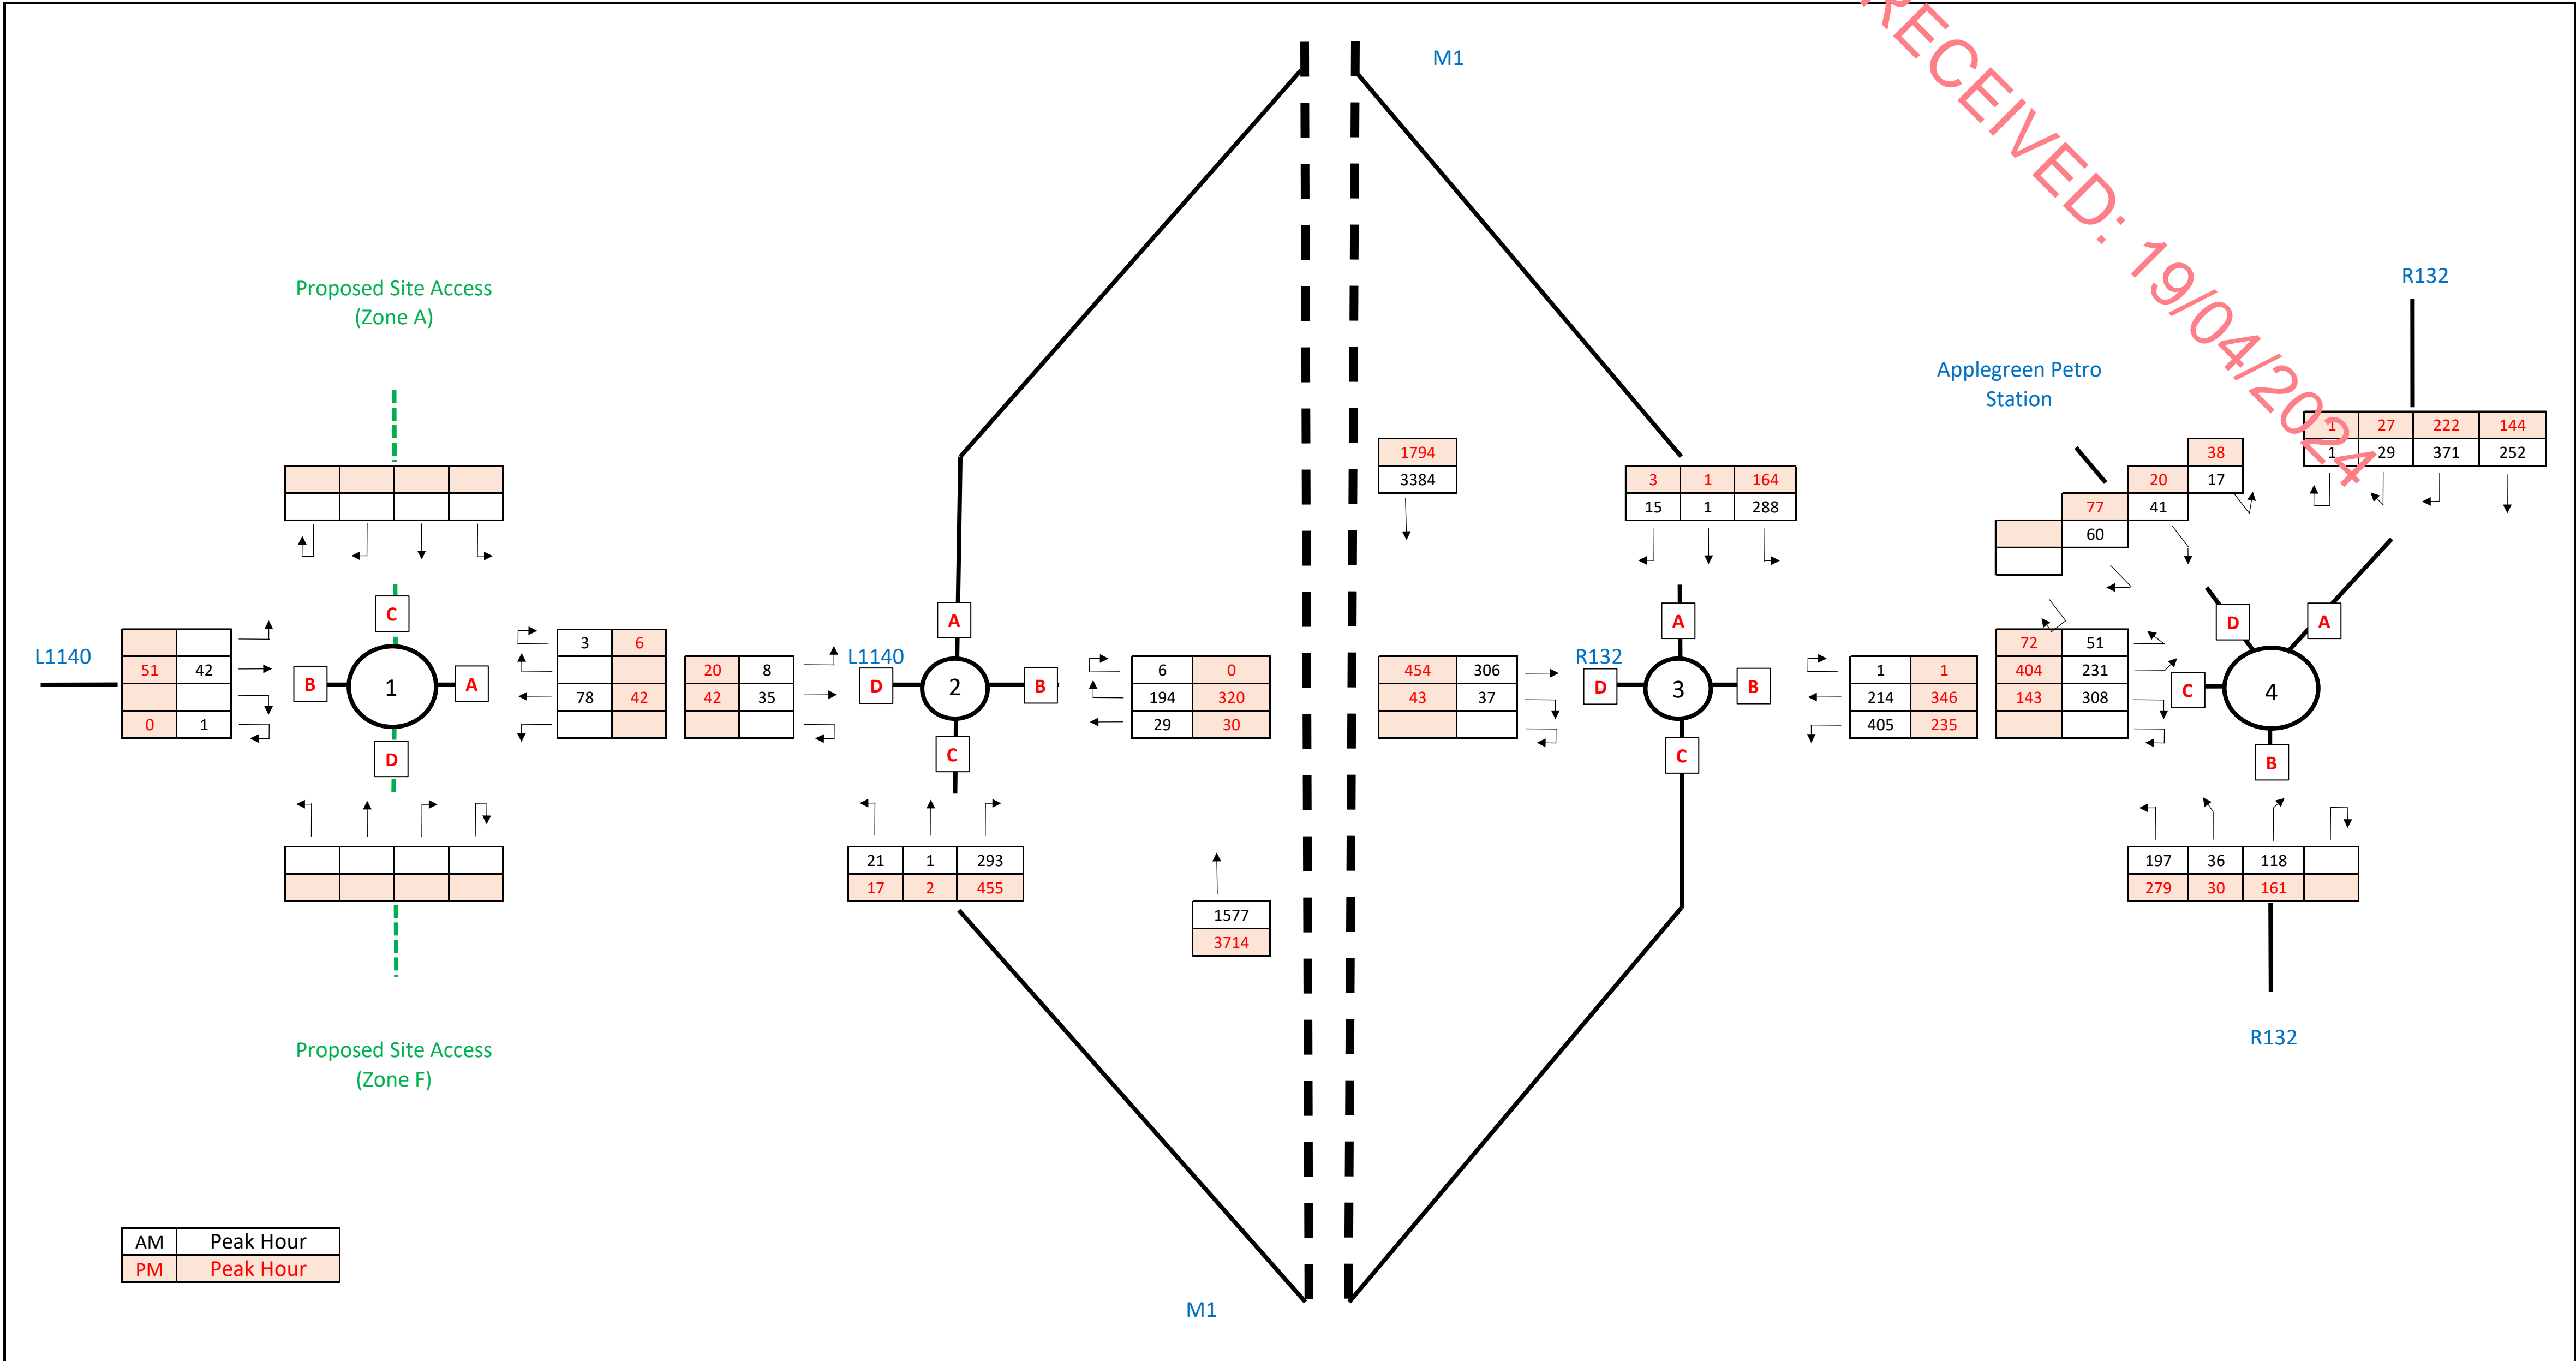 RECEIVED: 19/04/2024
M1
R132
Proposed Site Access
(Zone A)
Applegreen Petro
Station
1 27 222 144
1 29 371 252
1794
3384
3 1 164
15 1 288
38
20 17
77 41
60
C
A
A
D
A
L1140
51 42
0 1
B
1
A
D
3 6
78 42
20 8
42 35
L1140
D
2
B
C
6 0
194 320
29 30
454 306
43 37
R132
D
3
B
C
1 1
214 346
405 235
72 51
404 231
143 308
C
4
B
21 1 293
17 2 455
1577
3714
197 36 118
279 30 161
R132
Proposed Site Access
(Zone F)
AM Peak Hour
PM Peak Hour
M1